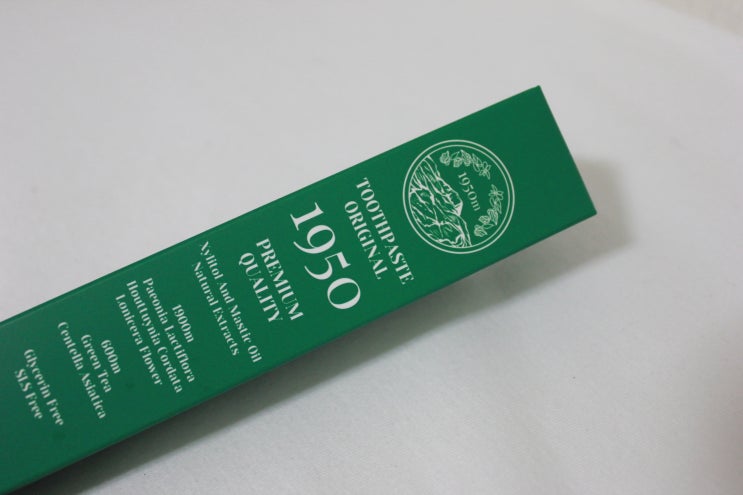 1950m
TOOTHPASTE
ORIGINAL
1950
PREMIUM
QUALITY
Xylitol And Mastic Oil
Natural Extracts
1900m
Paeonia Lactiflora
Houttuynia Cordata
Lonicera Flower
600m
Green Tea
Centella Asiatica
Glycerin Free
SLS Free